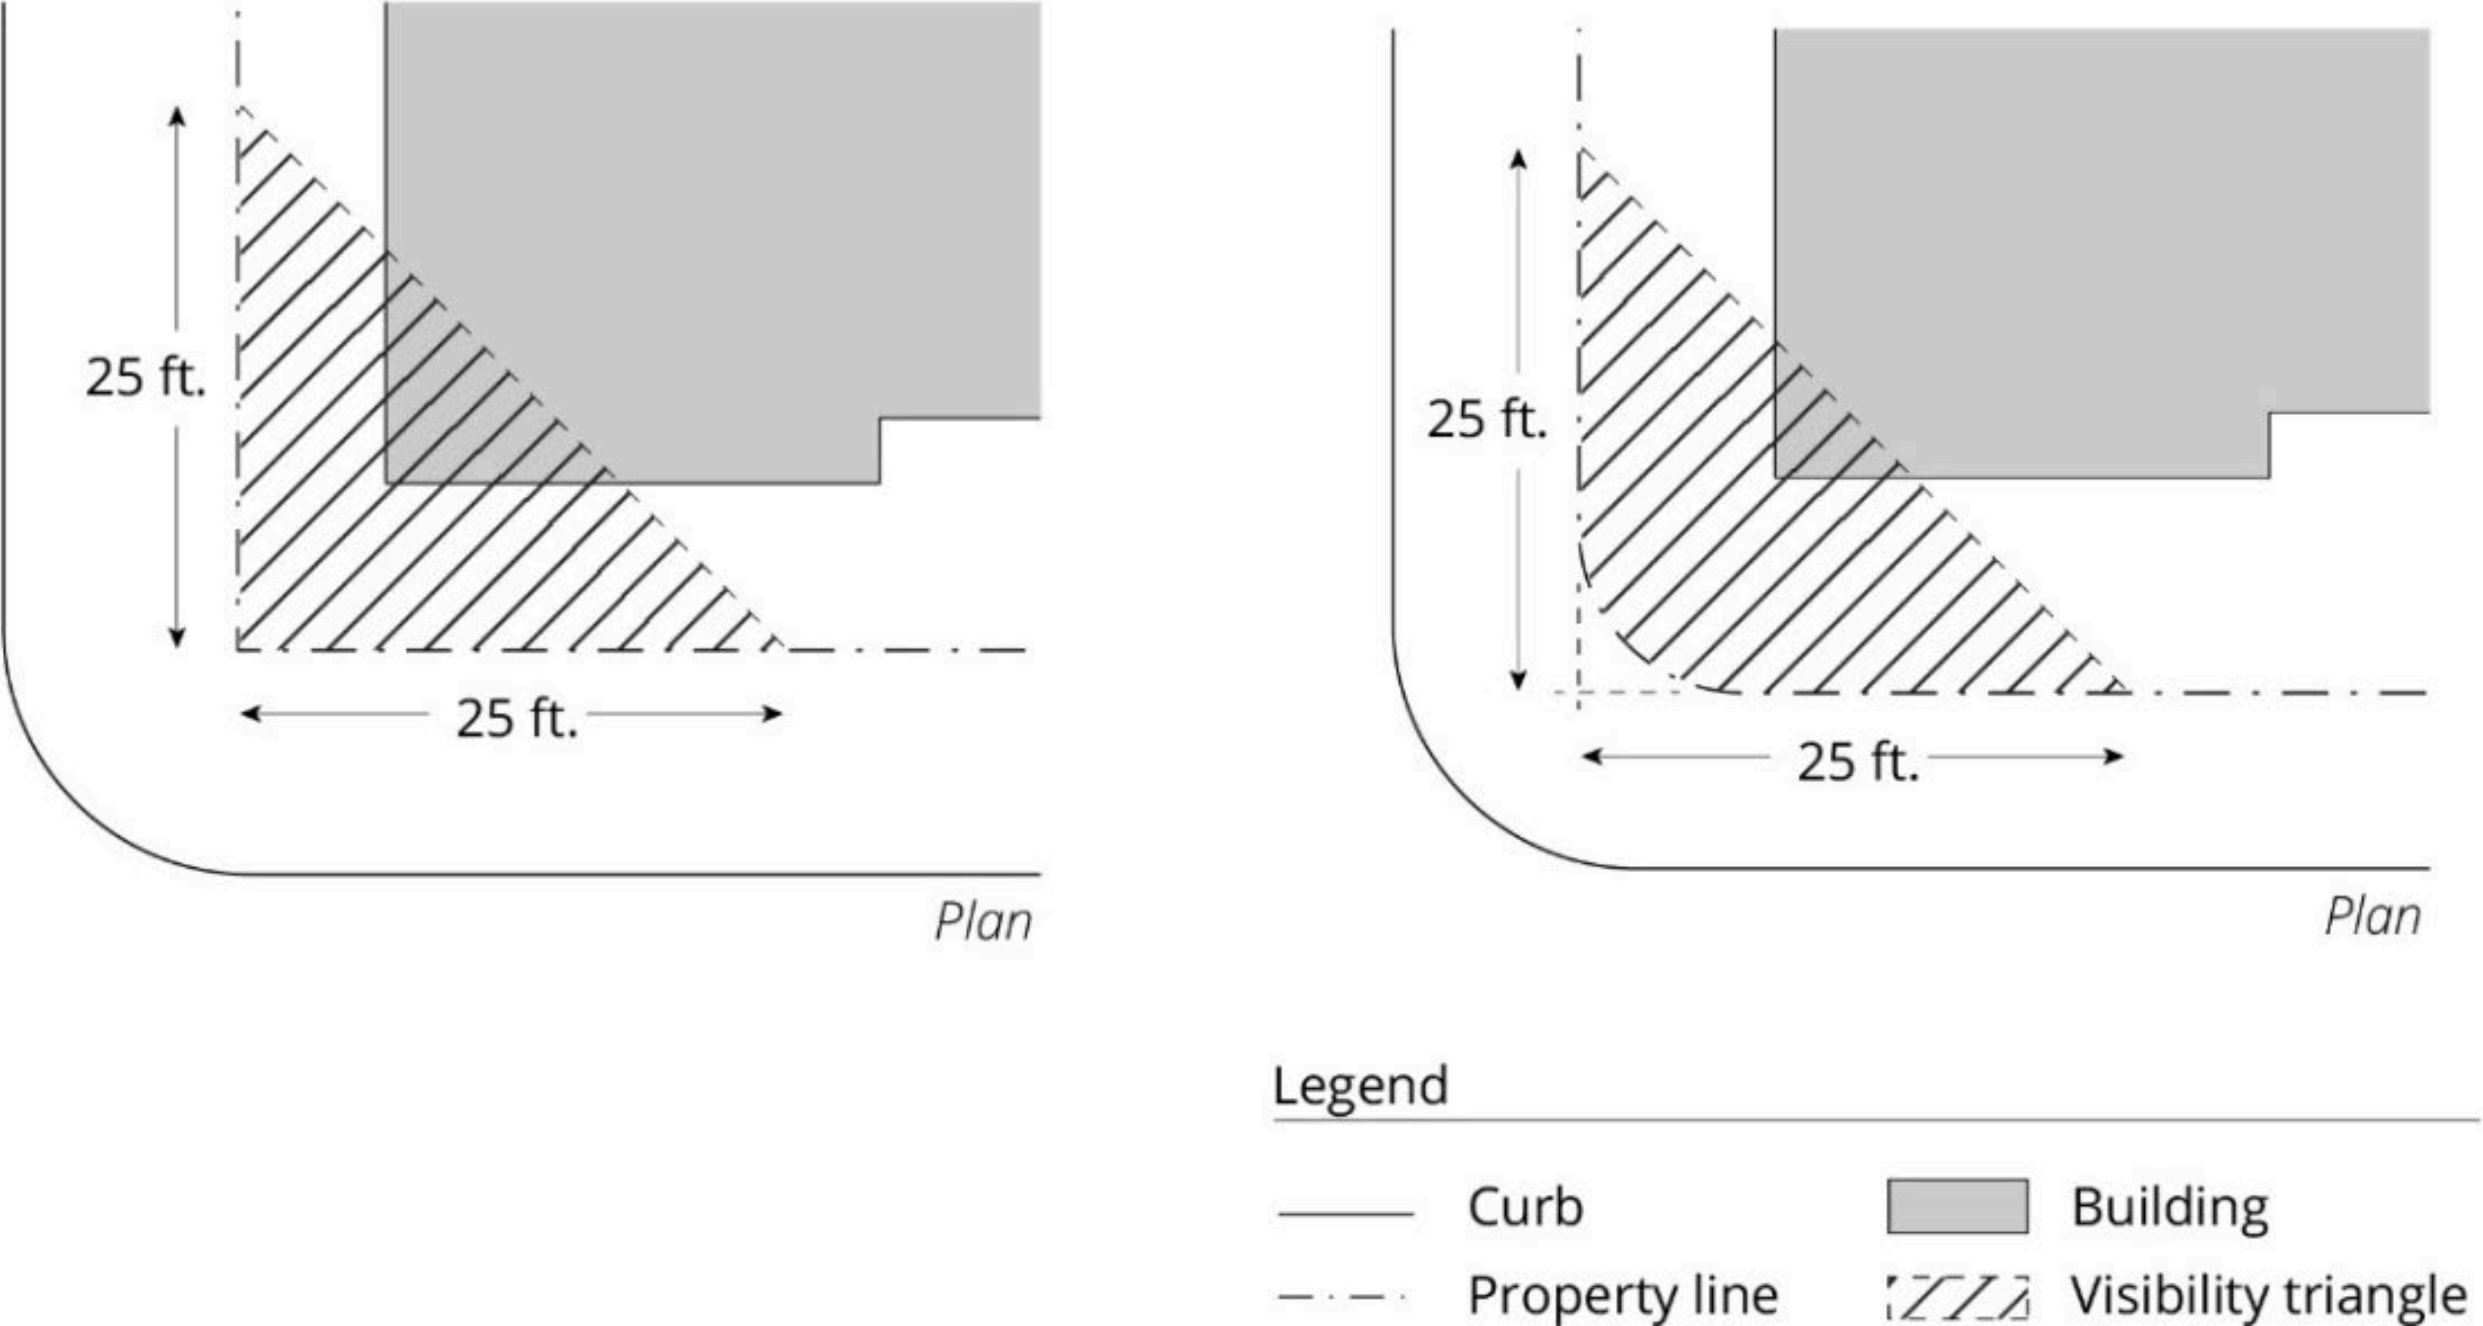 25 ft.
25 ft.
Plan
25 ft.
25 ft.
Plan
Legend
Curb
Building
Property line
Visibility triangle